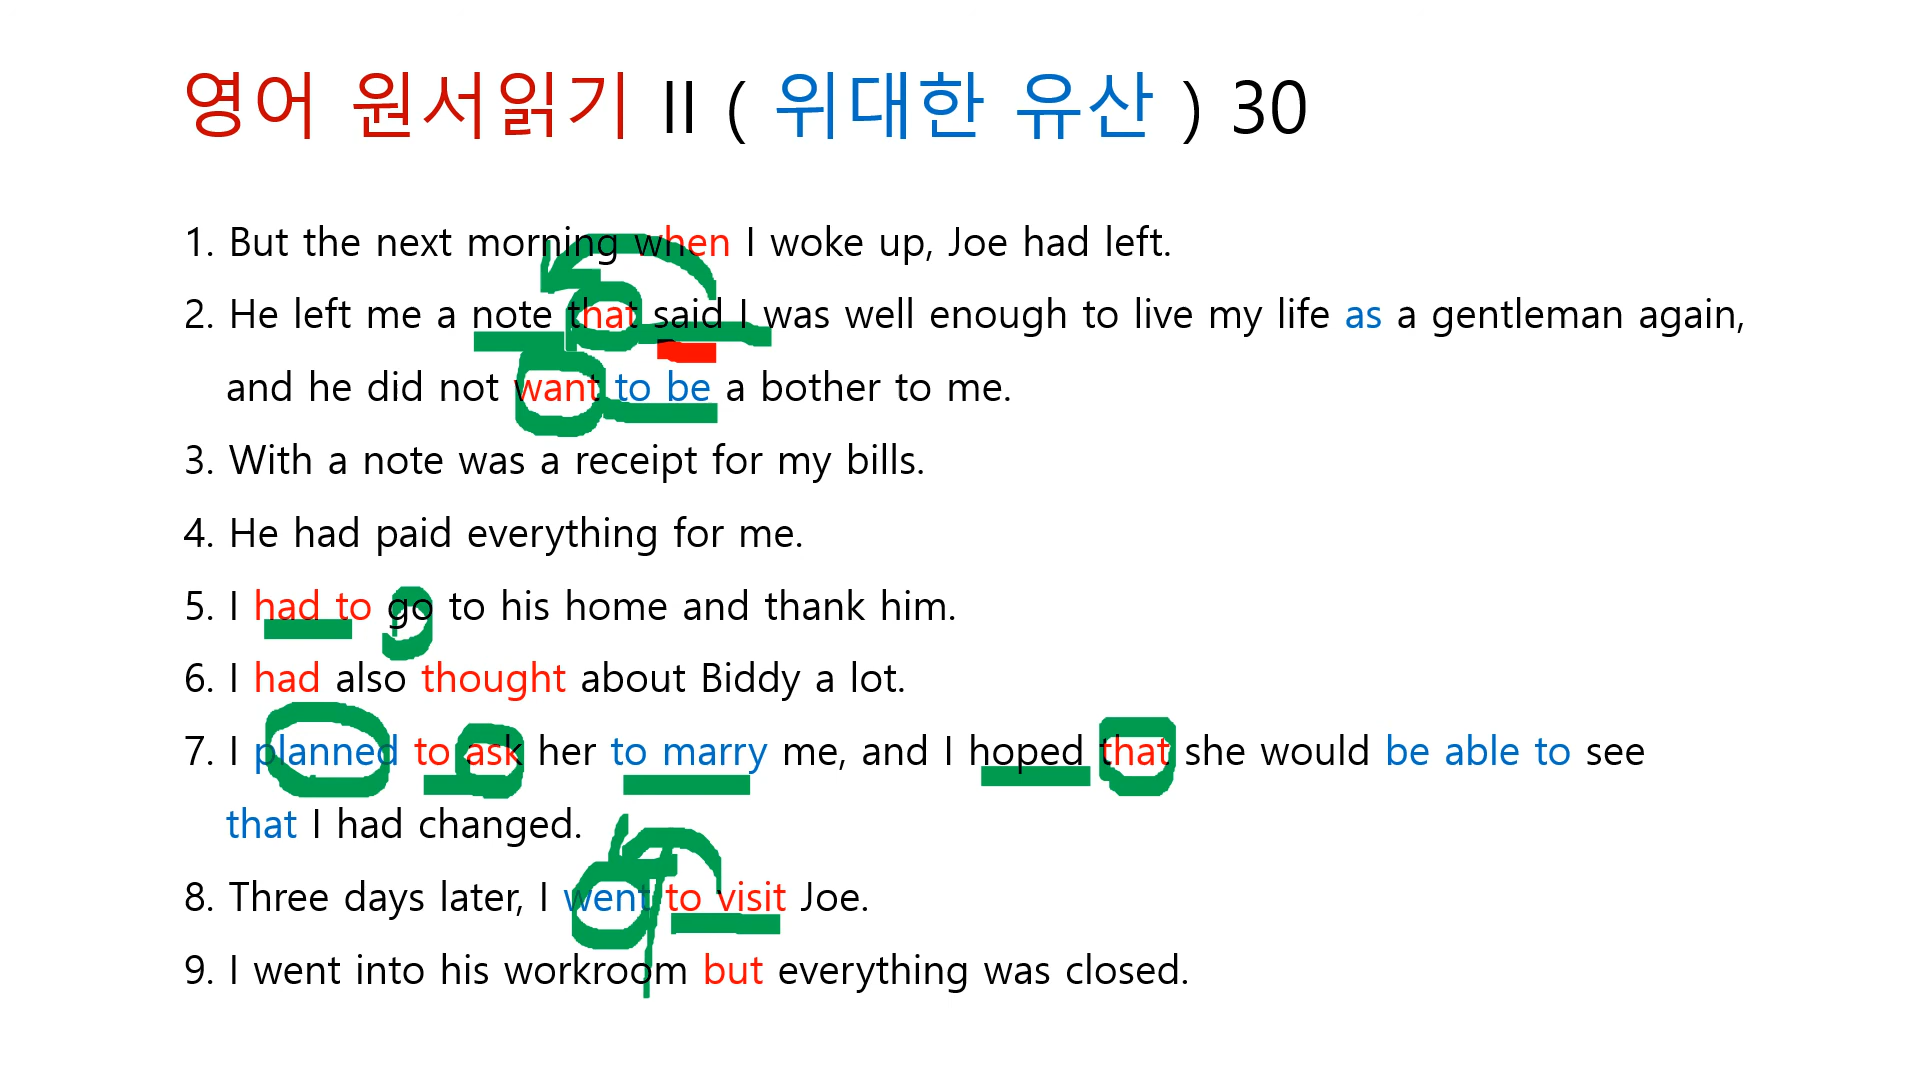 영어 원서읽기 II ( 위대한 유산 ) 30
1. But the next morning when I woke up, Joe had left.
2. He left me a note that said I was well enough to live my life as a gentleman again,
and he did not want to be a bother to me.
3. With a note was a receipt for my bills.
4. He had paid everything for me.
5. I had to go to his home and thank him.
6. I had also thought about Biddy a lot.
7. I planned to ask her to marry me, and I hoped that she would be able to see
that I had changed.
8. Three days later, I went to visit Joe.
9. I went into his workroom but everything was closed.